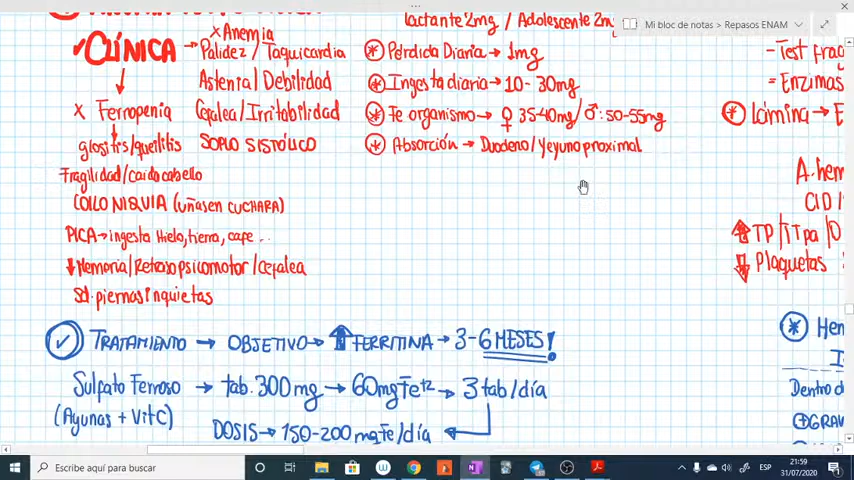 Mi bloc de notas > Repasos ENAM
lactante 2mg / Adolescente 2m
✓CLÍNICA →
x Anemia
Palidez / Taquicardia
Astenia / Debilidad
Cefalea / Irritabilidad
SOPLO SISTÓLICO
x Ferropenia
glositis/queilitis
Fragilidad/caída cabello
COILONIQUIA (uñas en CUCHARA)
PICA → ingesta Hielo, tierra, cafe ...
↓Memoria/Retraso psicomotor/cefalea
Sd. piernas inquietas
* Pérdida Diaria → 1mg
* Ingesta diaria → 10-30mg
* Fe organismo → ♀ 35-40mg / ♂: 50-55mg
* Absorción → Duodeno/Yeyuno proximal
- Test frag
= Enzimas
* Lámina → E
A. hem
CID /
↑ TP | TTpa | D
↓ Plaquetas
✓ TRATAMIENTO → OBJETIVO → ↑ FERRITINA → 3-6 MESES!
Sulfato Ferroso → tab. 300 mg → 60mg Fe+2 → 3 tab/día
(Ayunas + Vit C)
DOSIS → 150-200 mg Fe/día ←
* Hem
Dentro d
+ GRAV
Escribe aquí para buscar
ESP
21:59
31/07/2020